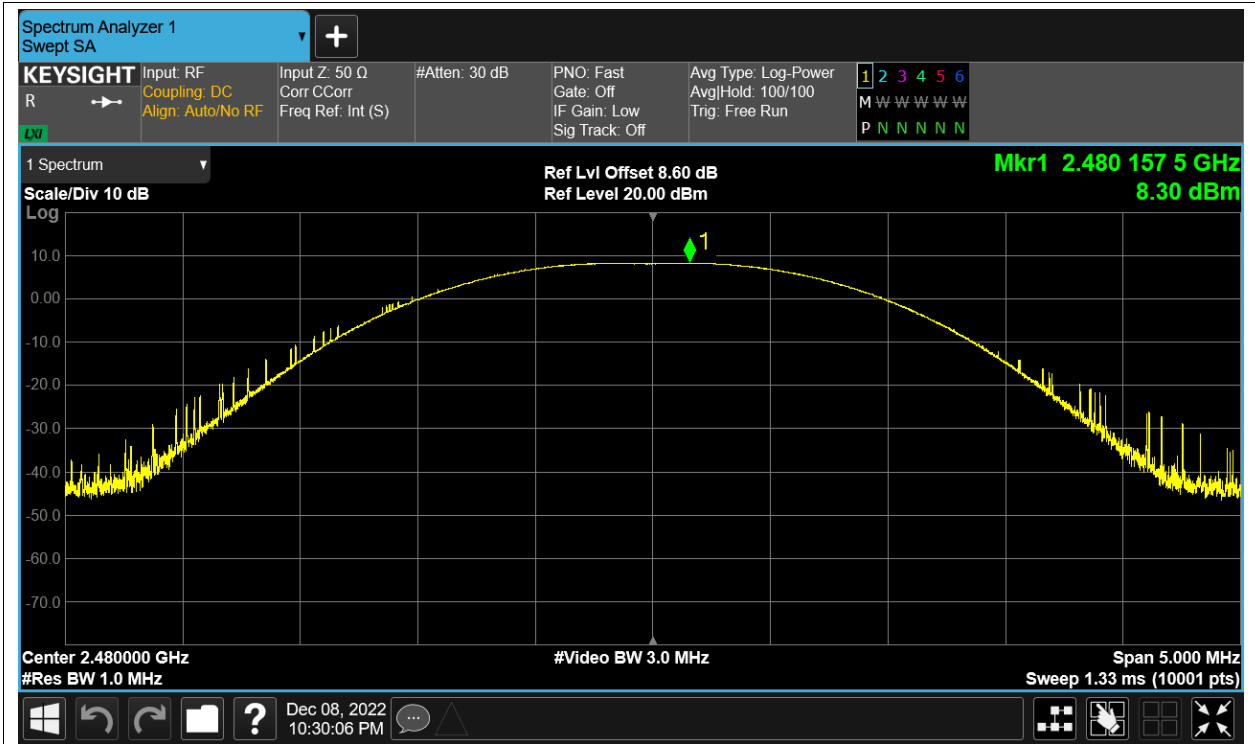 Spectrum Analyzer 1
Swept SA
+
KEYSIGHT
R
LXI
Input: RF
Coupling: DC
Align: Auto/No RF
Input Z: 50 Ω
Corr CCorr
Freq Ref: Int (S)
#Atten: 30 dB
PNO: Fast
Gate: Off
IF Gain: Low
Sig Track: Off
Avg Type: Log-Power
Avg|Hold: 100/100
Trig: Free Run
1 2 3 4 5 6
M W W W W W
P N N N N N
1 Spectrum
Scale/Div 10 dB
Log
Ref Lvl Offset 8.60 dB
Ref Level 20.00 dBm
Mkr1 2.480 157 5 GHz
8.30 dBm
1
10.0
0.00
-10.0
-20.0
-30.0
-40.0
-50.0
-60.0
-70.0
Center 2.480000 GHz
#Video BW 3.0 MHz
Span 5.000 MHz
#Res BW 1.0 MHz
Sweep 1.33 ms (10001 pts)
?
Dec 08, 2022
10:30:06 PM